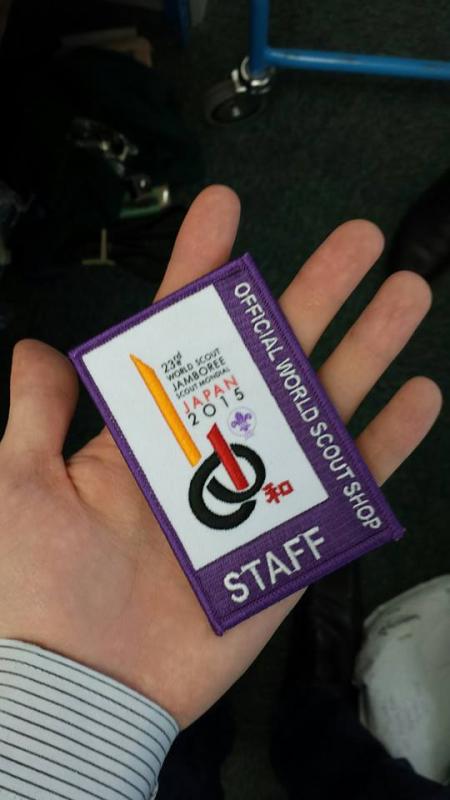 23rd
WORLD SCOUT
JAMBOREE
SCOUT MONDIAL
JAPAN
2015
和
OFFICIAL WORLD SCOUT SHOP
STAFF